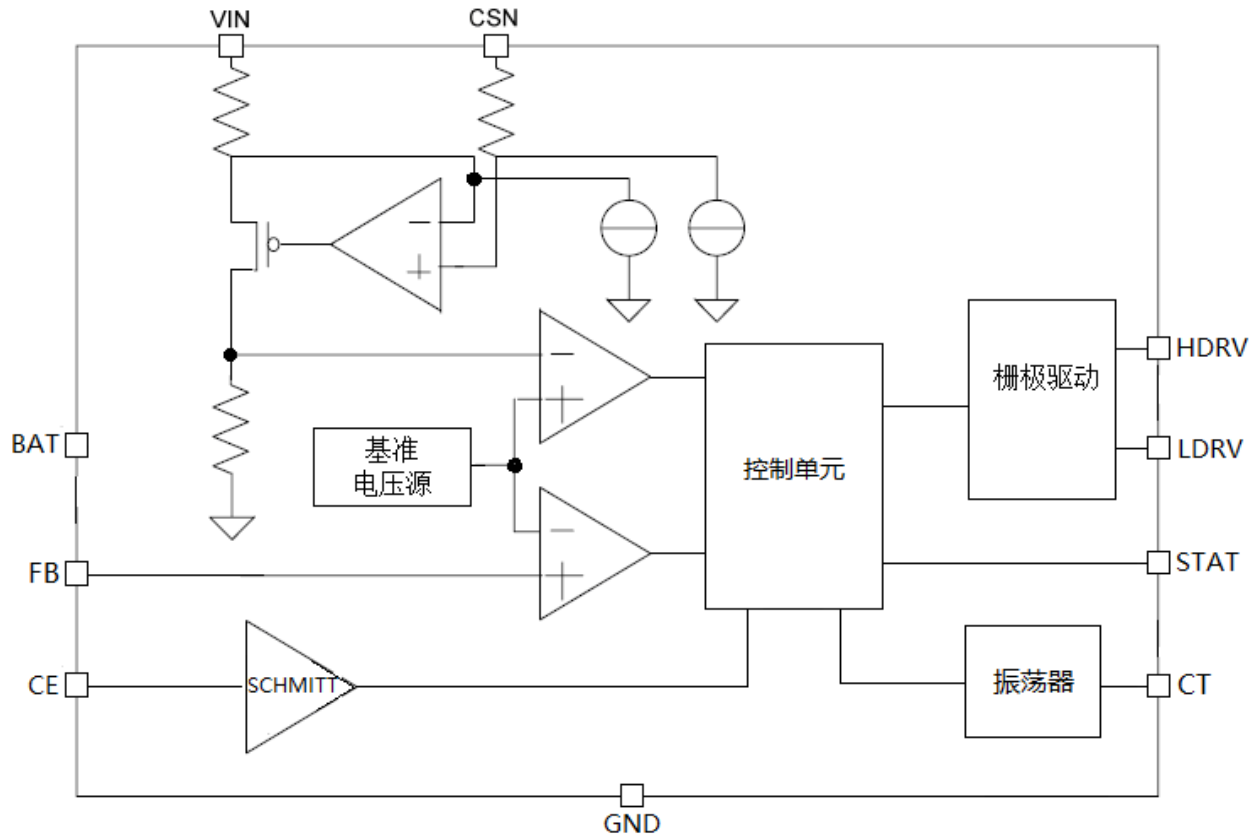 VIN
CSN
HDRV
栅极驱动
LDRV
BAT
基准
电压源
控制单元
FB
STAT
CE
SCHMITT
振荡器
CT
GND